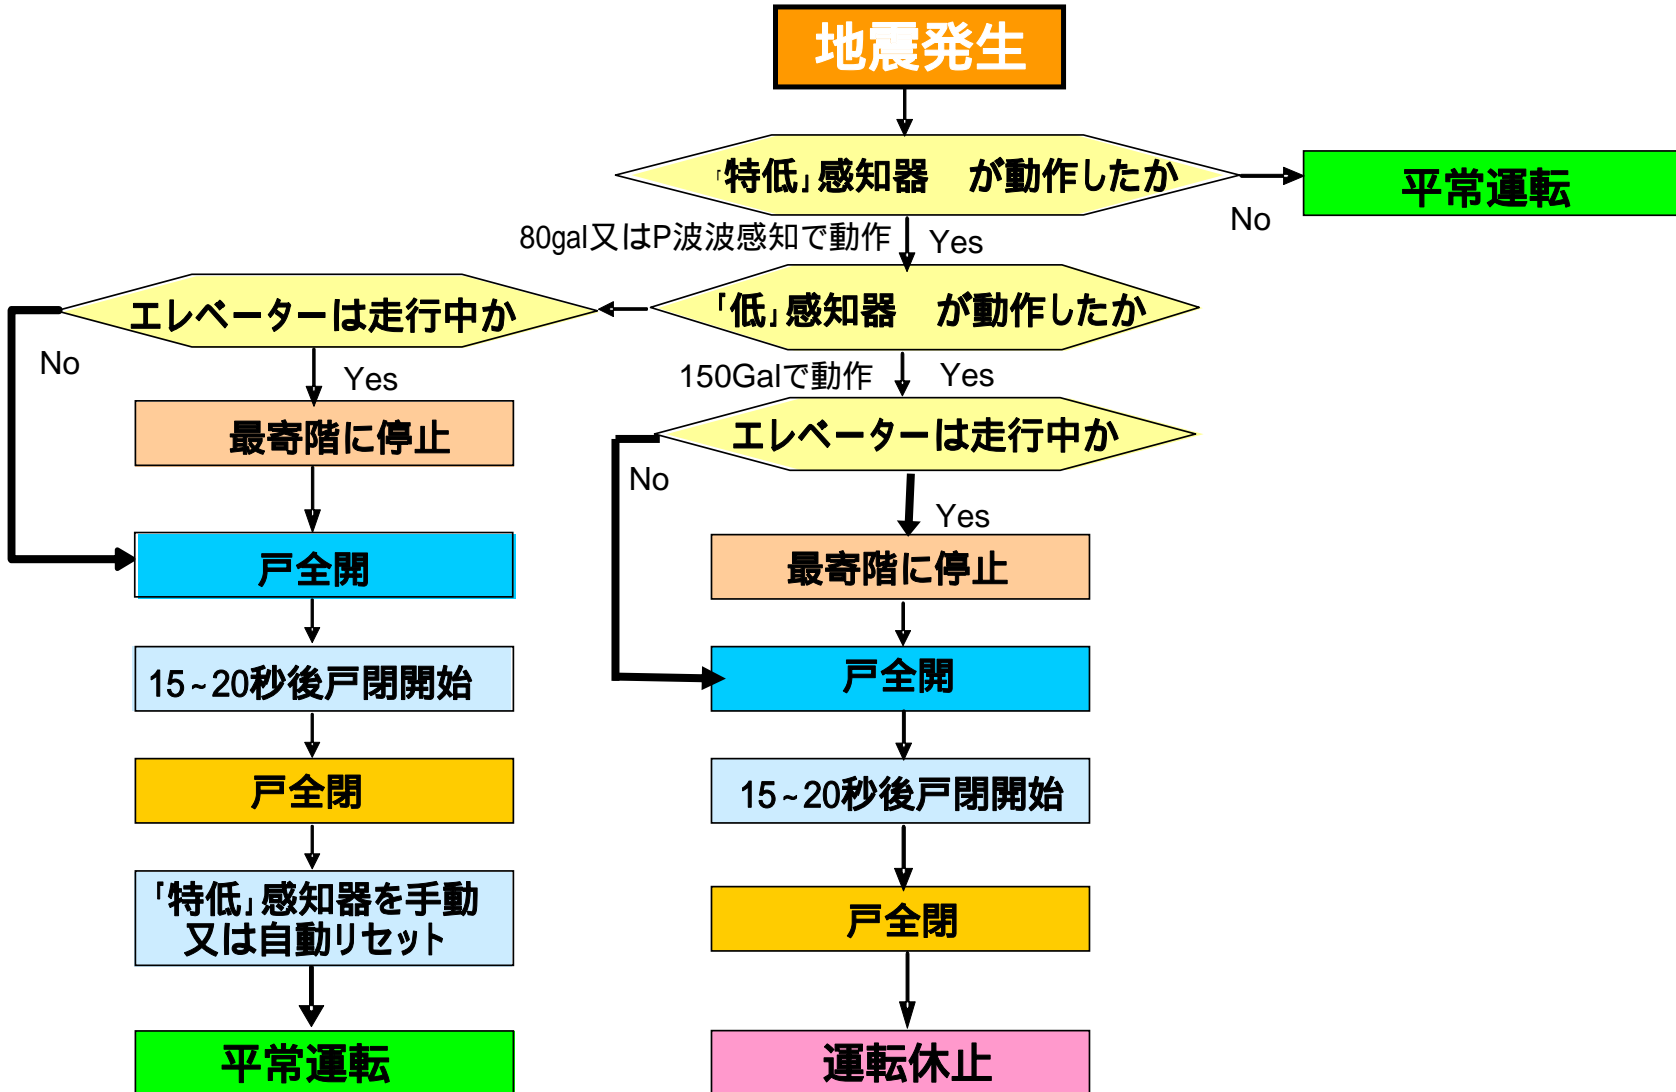 地震発生
「特低」感知器　が動作したか
平常運転
No
80gal又はP波波感知で動作
Yes
エレベーターは走行中か
「低」感知器　が動作したか
No
Yes
150Galで動作
Yes
最寄階に停止
エレベーターは走行中か
No
Yes
戸全開
最寄階に停止
15~20秒後戸閉開始
戸全開
戸全閉
15~20秒後戸閉開始
「特低」感知器を手動
又は自動リセット
戸全閉
平常運転
運転休止